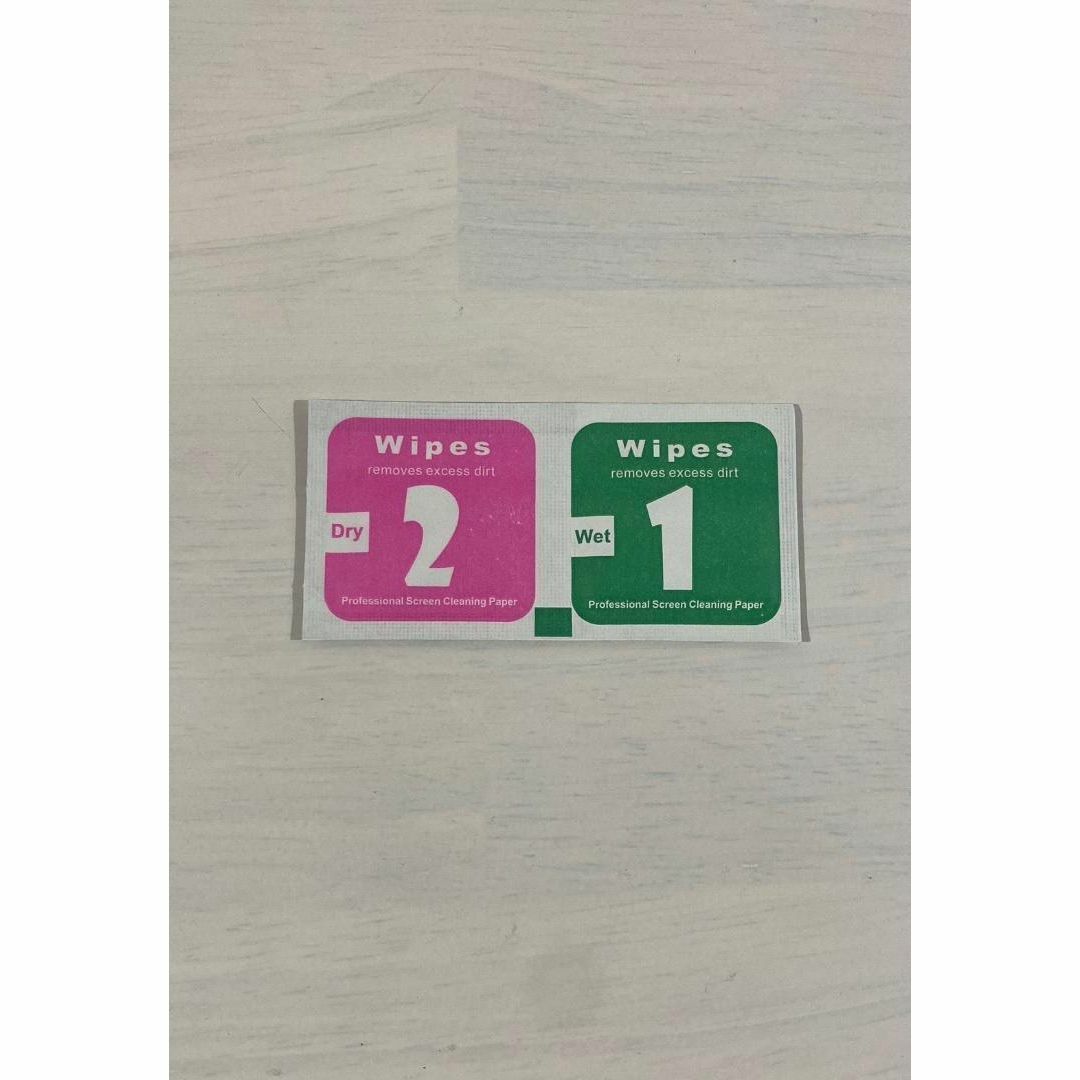 Wipes
removes excess dirt
2
Dry
Professional Screen Cleaning Paper
Wipes
removes excess dirt
1
Wet
Professional Screen Cleaning Paper